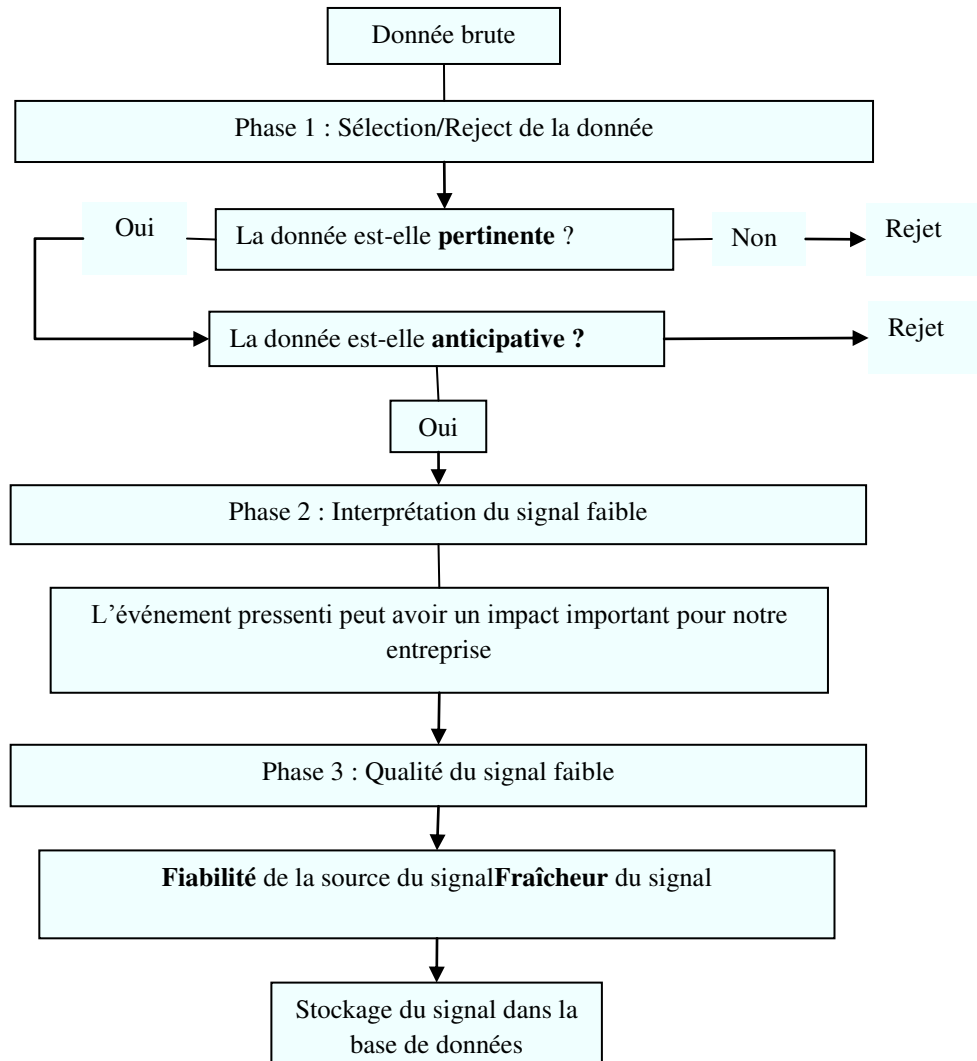 Donnée brute
Phase 1 : Sélection/Reject de la donnée
Oui
La donnée est-elle pertinente ?
Non
Rejet
La donnée est-elle anticipative ?
Rejet
Oui
Phase 2 : Interprétation du signal faible
L’événement pressenti peut avoir un impact important pour notre
entreprise
Phase 3 : Qualité du signal faible
Fiabilité de la source du signalFraîcheur du signal
Stockage du signal dans la
base de données